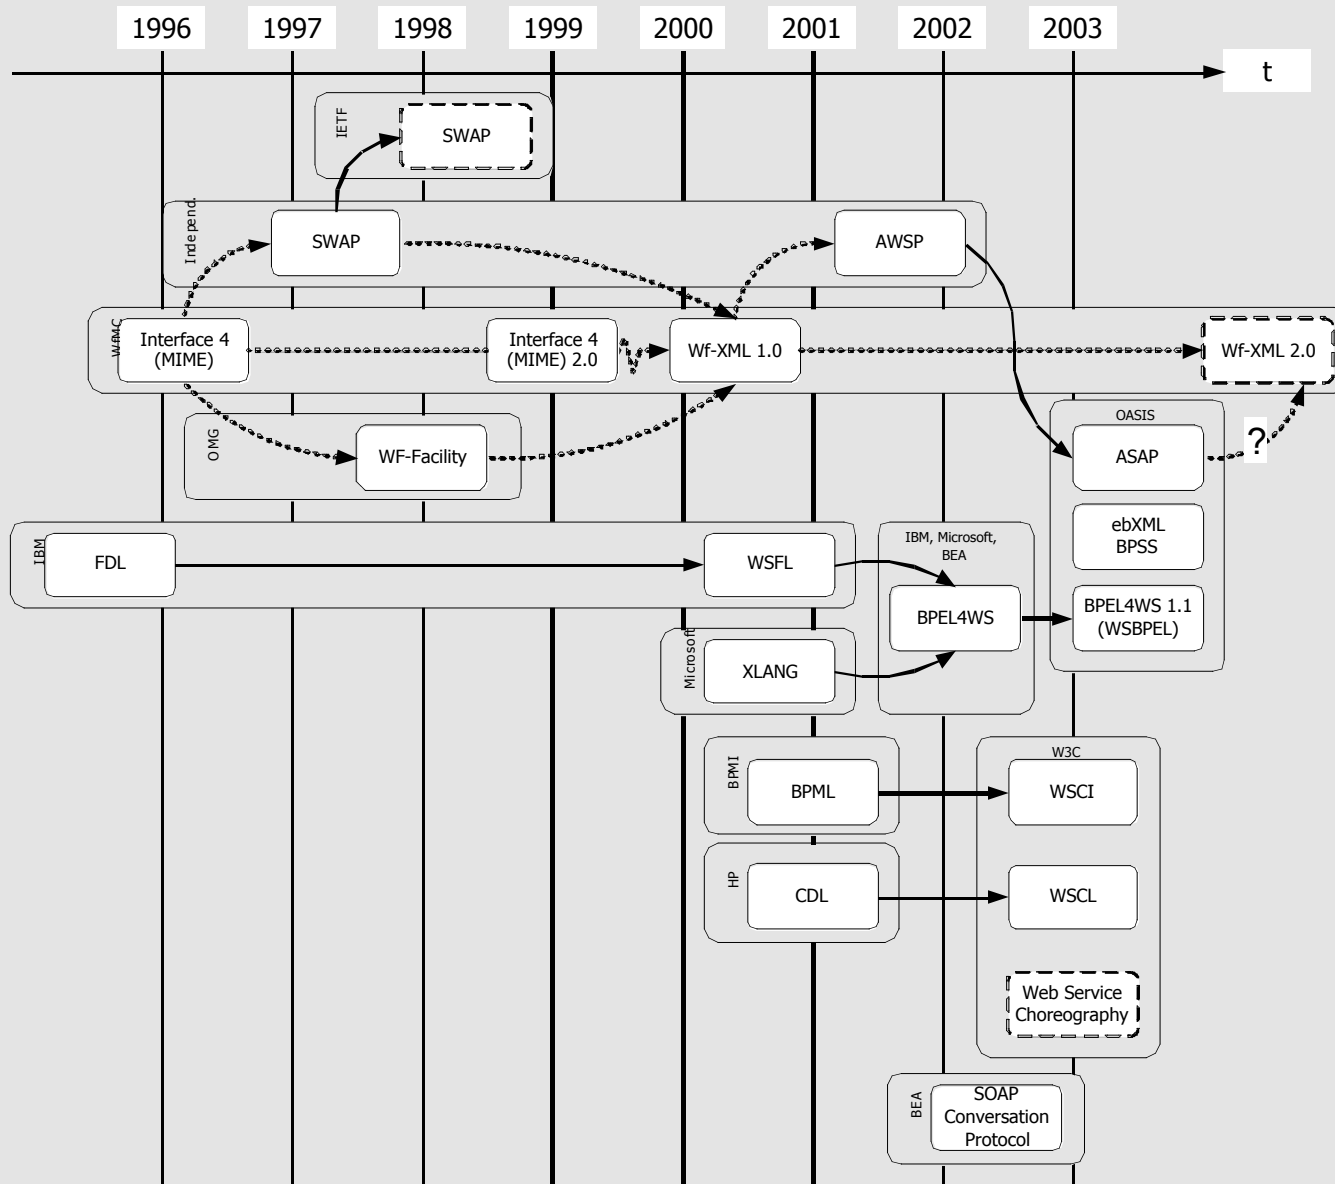 1996 1997 1998 1999 2000 2001 2002 2003
t
IETF
SWAP
Independ.
SWAP
AWSP
WfMC
Interface 4
(MIME)
Interface 4
(MIME) 2.0
Wf-XML 1.0
Wf-XML 2.0
OMG
WF-Facility
OASIS
ASAP
?
ebXML
BPSS
BPEL4WS 1.1
(WSBPEL)
IBM
FDL
WSFL
IBM, Microsoft,
BEA
BPEL4WS
Microsoft
XLANG
BPMI
BPML
W3C
WSCI
HP
CDL
WSCL
Web Service
Choreography
BEA
SOAP
Conversation
Protocol